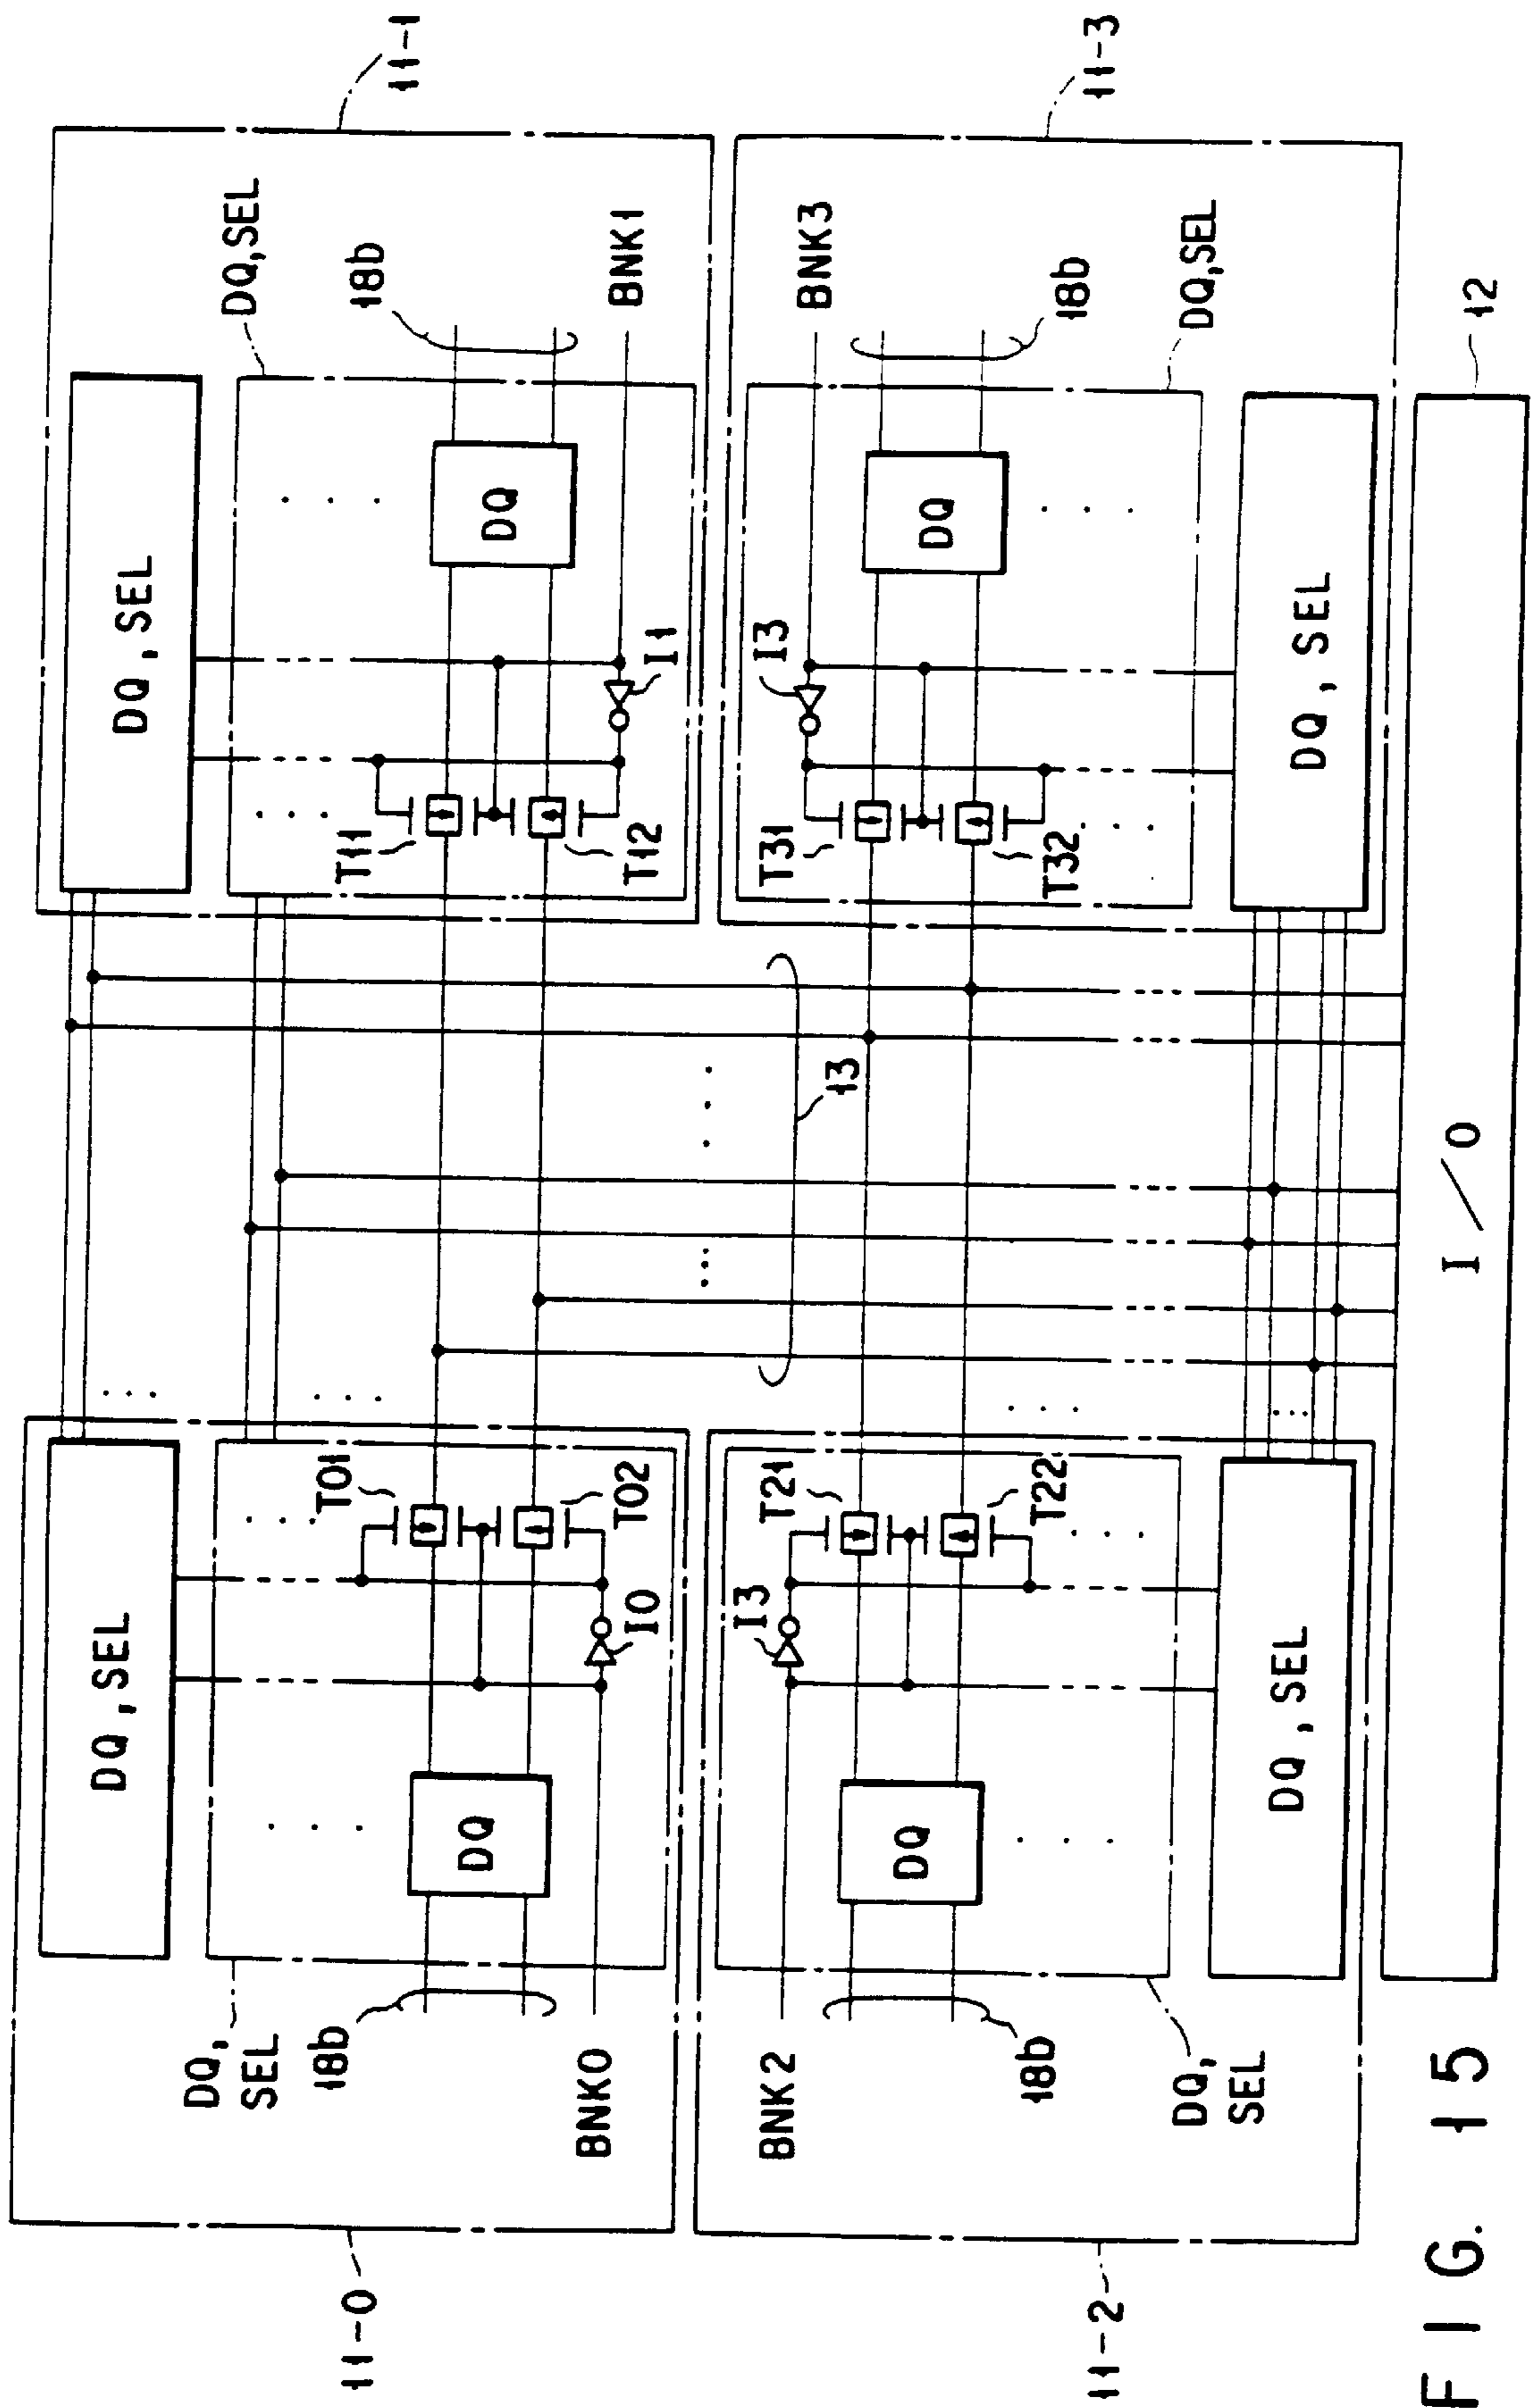 11-0
11-1
DQ, SEL
DQ, SEL
DQ,
SEL
DQ,SEL
T01
T11
18b
DQ
DQ
18b
T02
T12
I0
I1
BNK0
BNK1
13
BNK2
BNK3
I3
I3
T21
T31
DQ
DQ
18b
18b
T22
T32
DQ,
SEL
DQ,SEL
11-2
11-3
DQ, SEL
DQ, SEL
I/O
12
FIG. 15